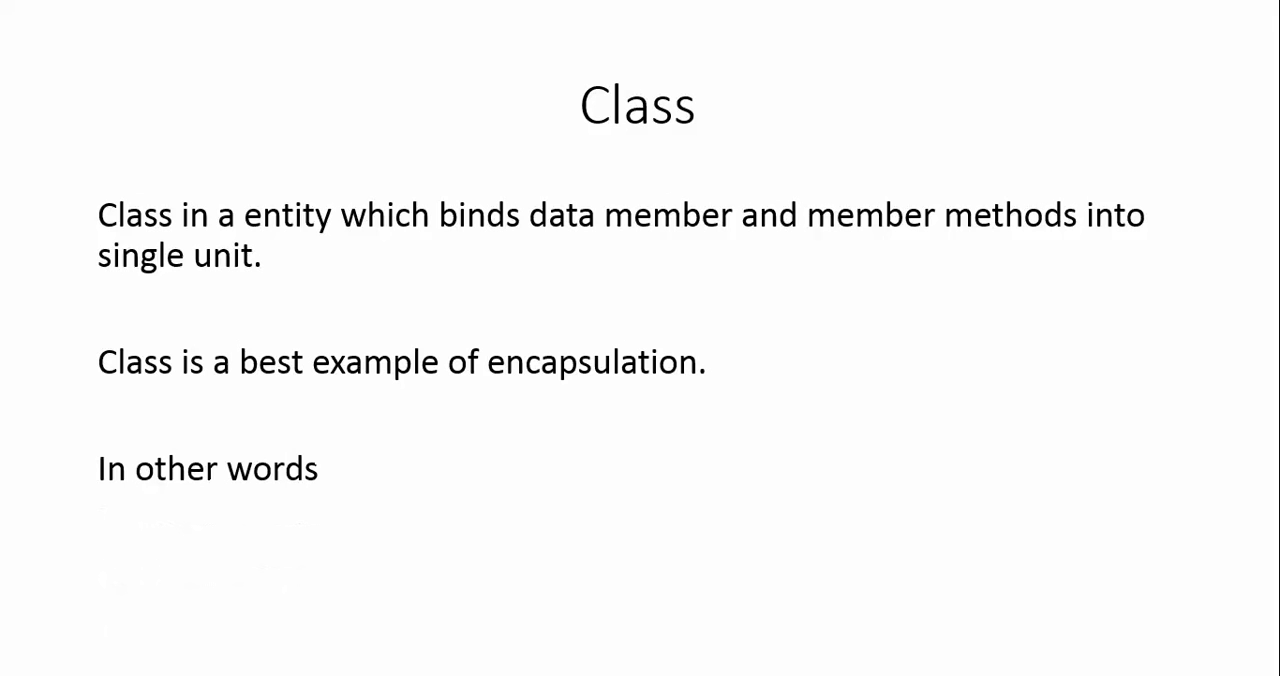 Class
Class in a entity which binds data member and member methods into
single unit.
Class is a best example of encapsulation.
In other words